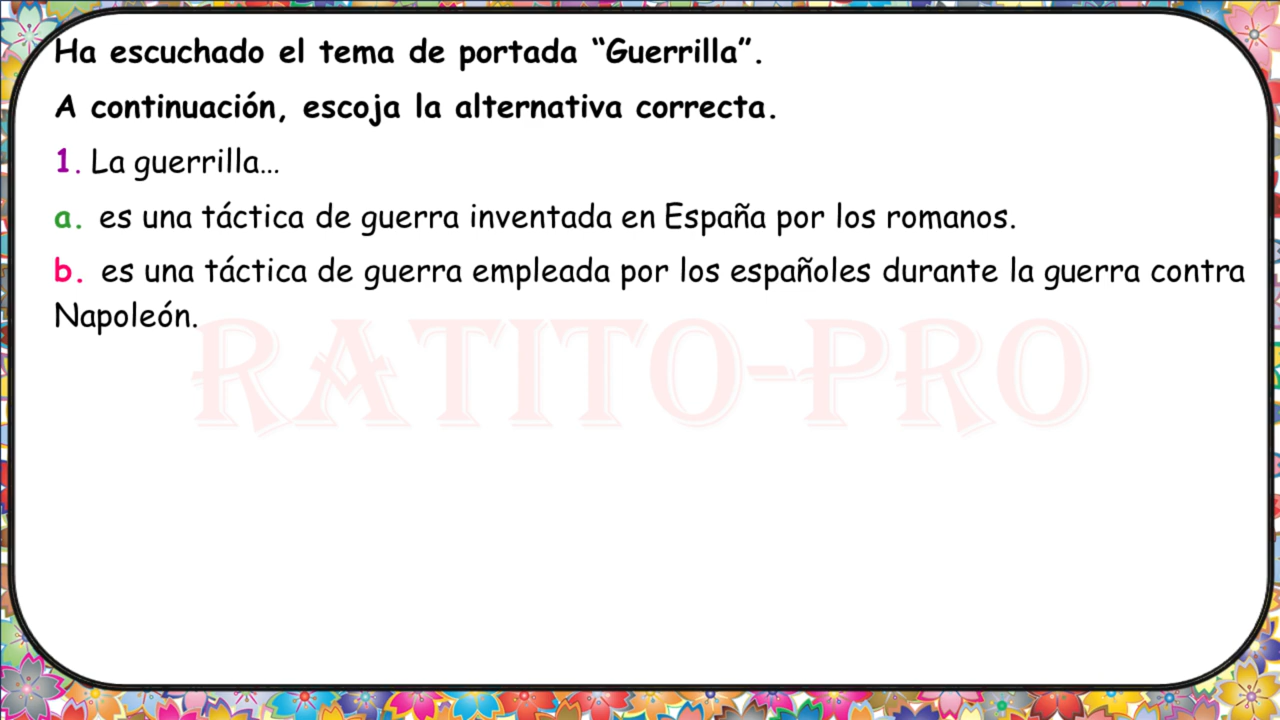 Ha escuchado el tema de portada “Guerrilla”.
A continuación, escoja la alternativa correcta.
1. La guerrilla…
a. es una táctica de guerra inventada en España por los romanos.
b. es una táctica de guerra empleada por los españoles durante la guerra contra
Napoleón.
RATITO-PRO